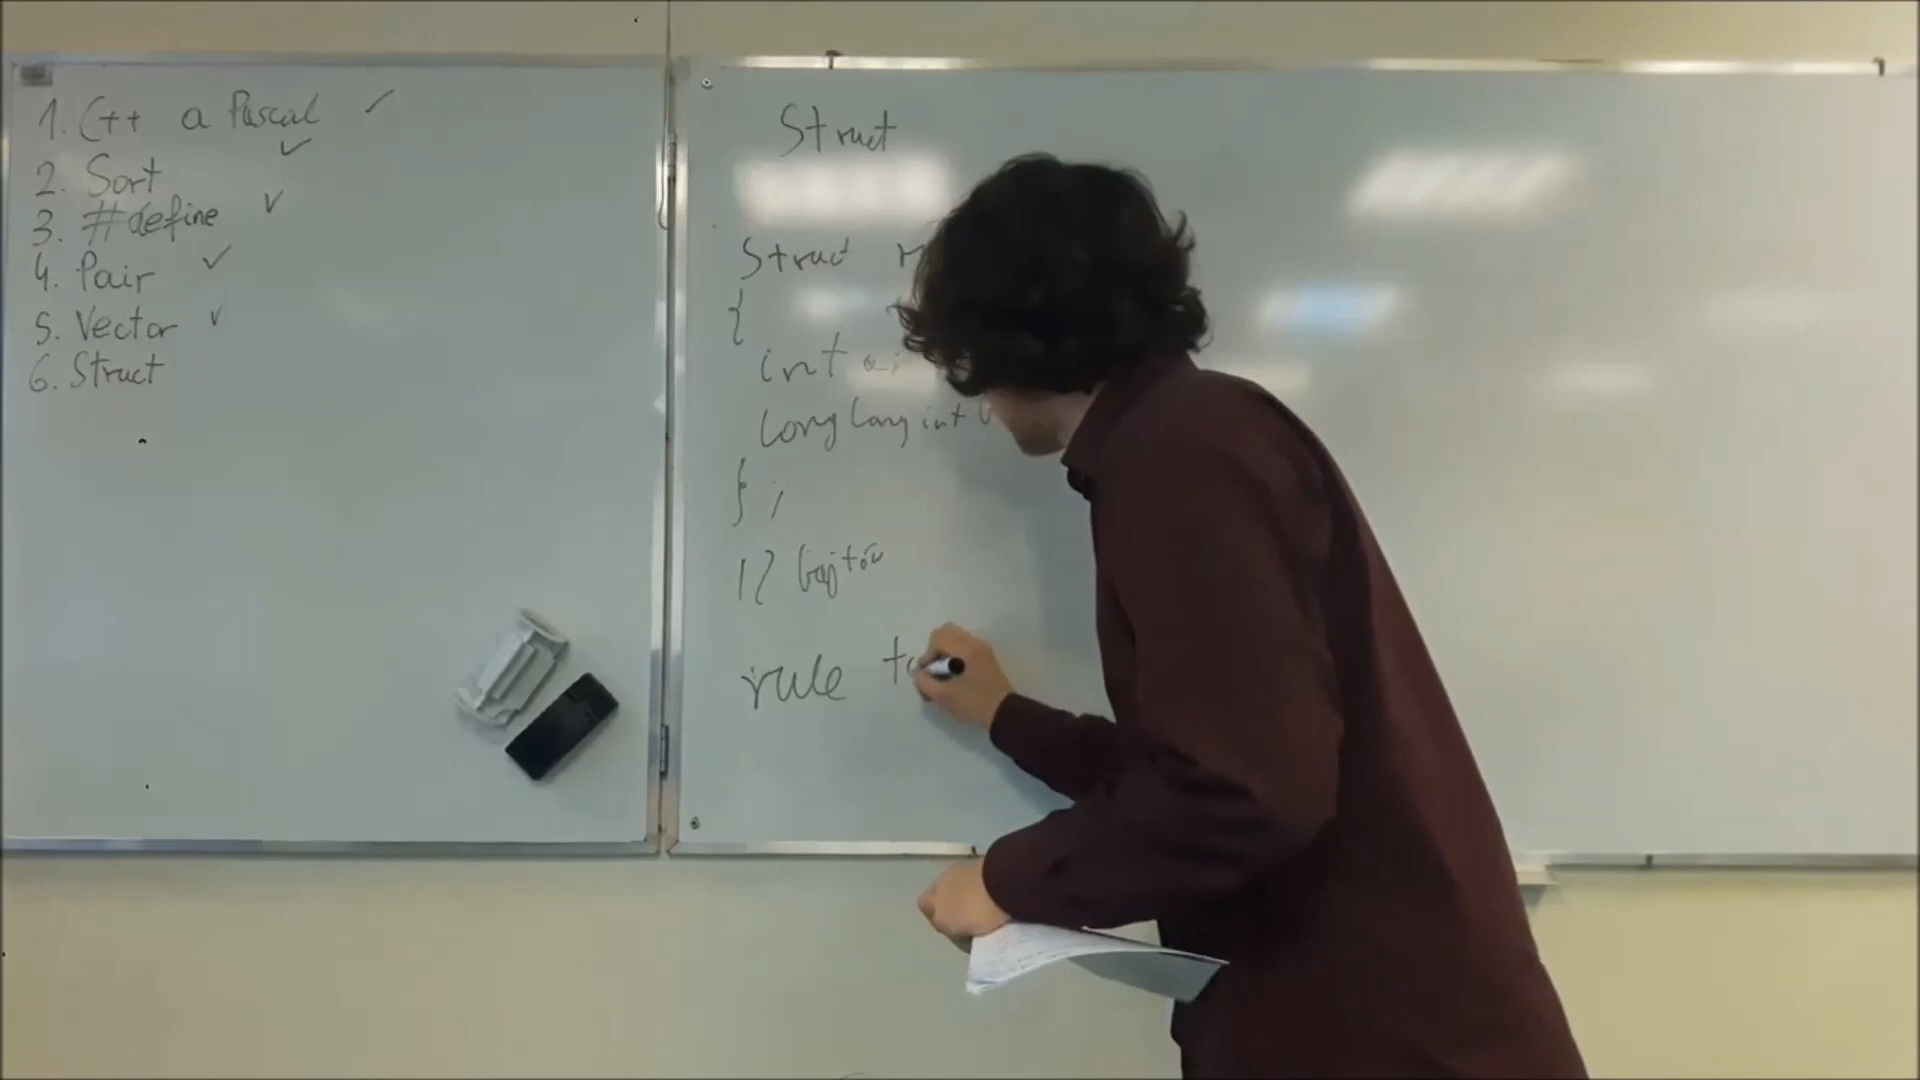 1. C++ a Pascal ✓
2. Sort ✓
3. #define ✓
4. Pair ✓
5. Vector ✓
6. Struct
Struct
Struct
{
int a;
long long int
};
12 bajtów
rule